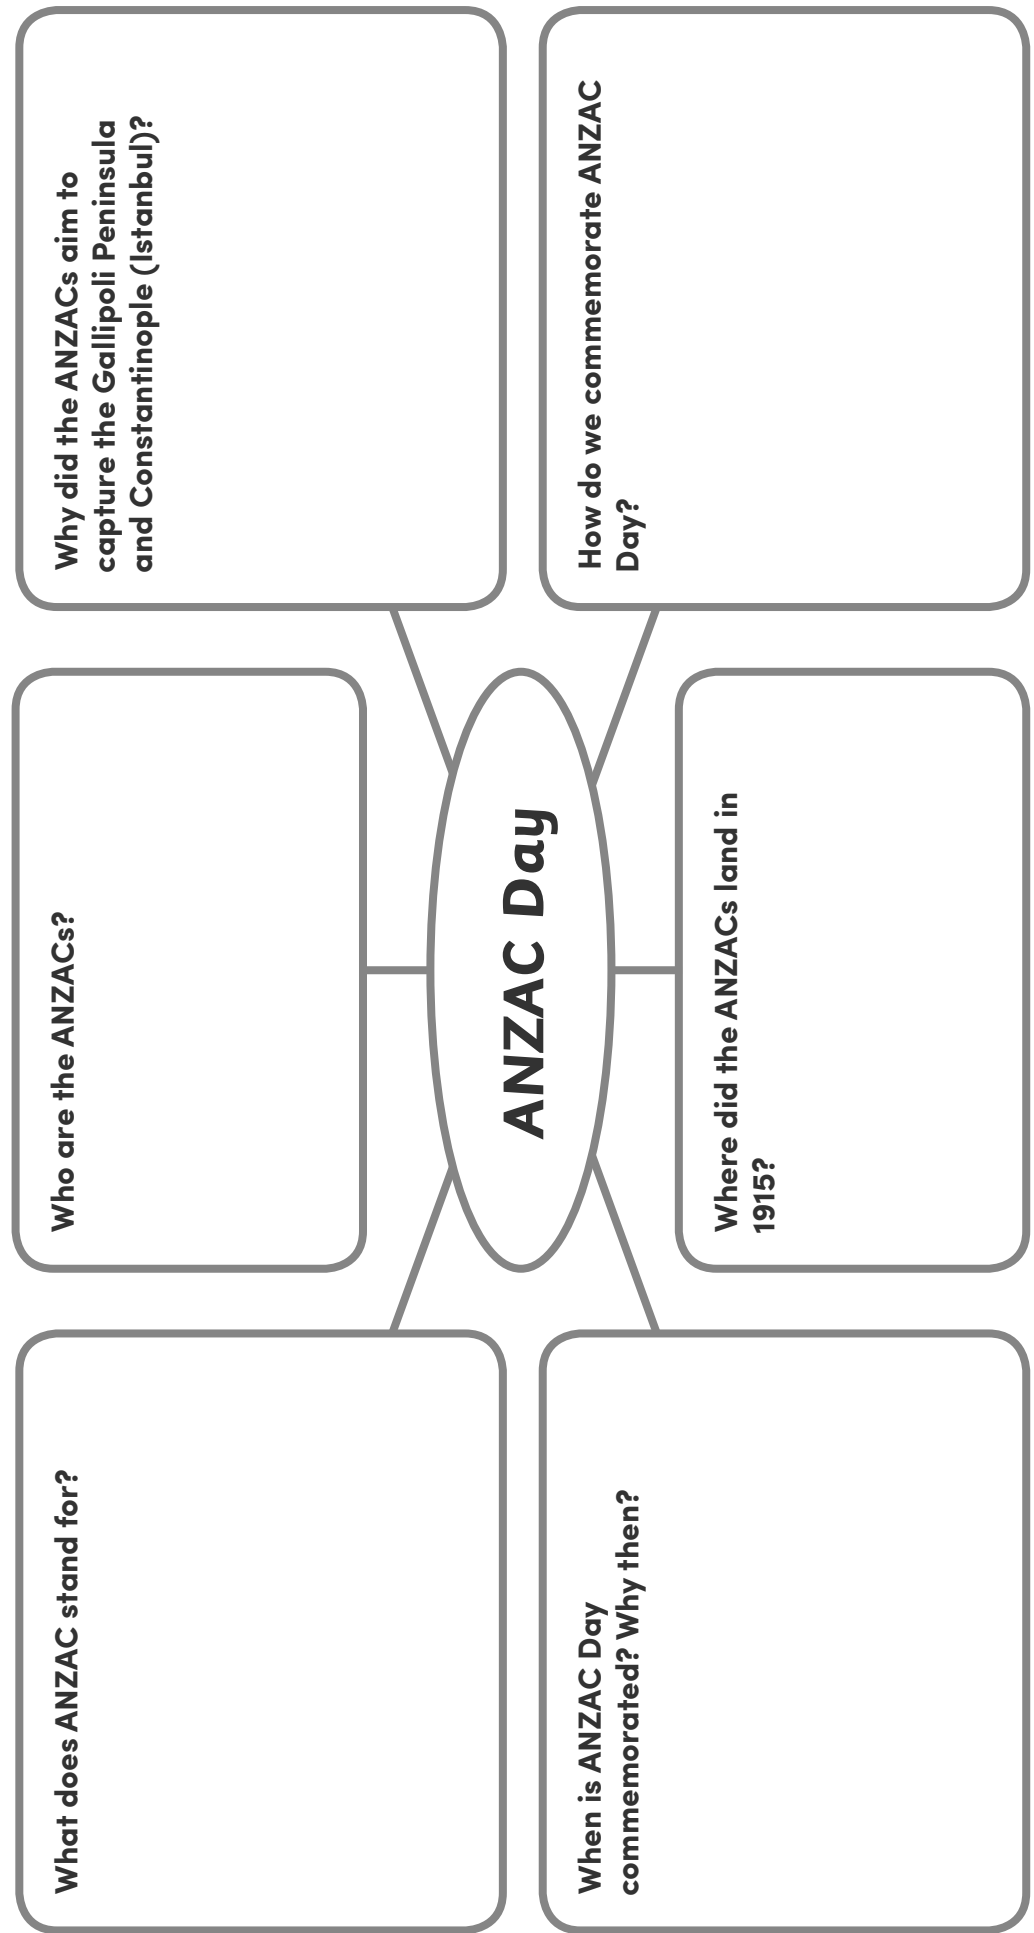 What does ANZAC stand for?
Who are the ANZACs?
Why did the ANZACs aim to
capture the Gallipoli Peninsula
and Constantinople (Istanbul)?
ANZAC Day
When is ANZAC Day
commemorated? Why then?
Where did the ANZACs land in
1915?
How do we commemorate ANZAC
Day?